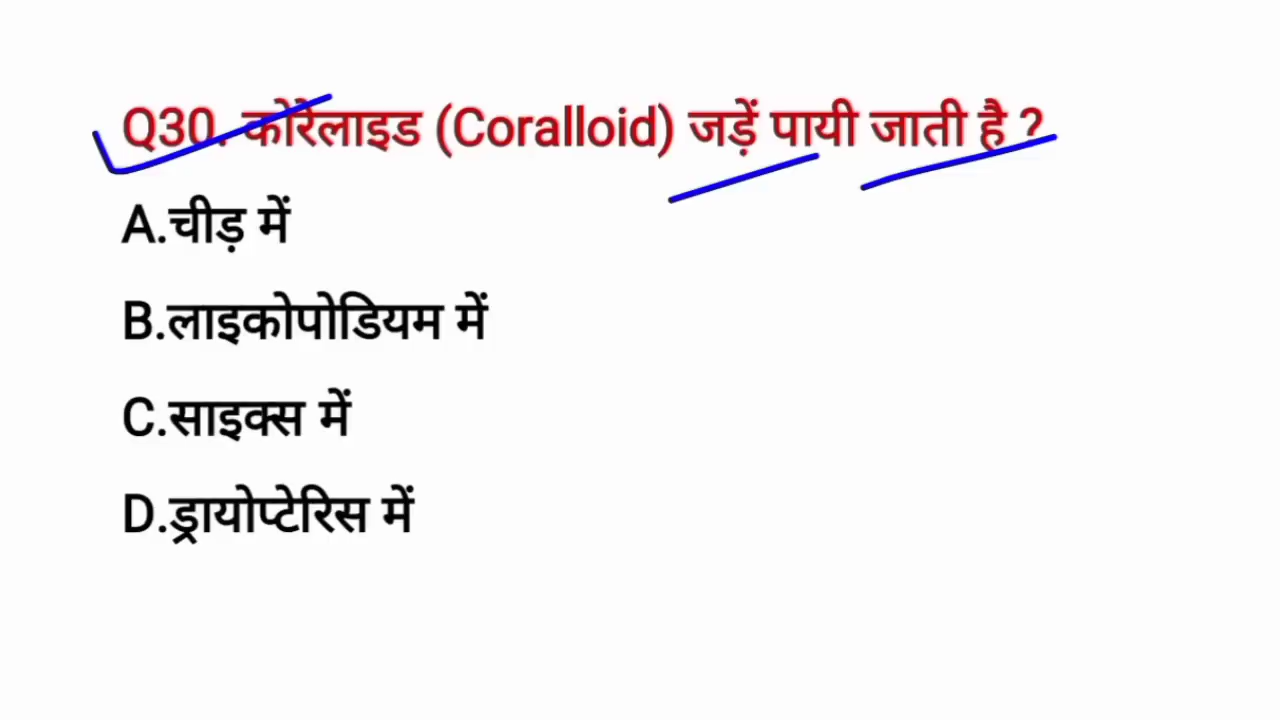 Q30. कोरेलाइड (Coralloid) जड़ें पायी जाती है ?
A.चीड़ में
B.लाइकोपोडियम में
C.साइक्स में
D.ड्रायोप्टेरिस में